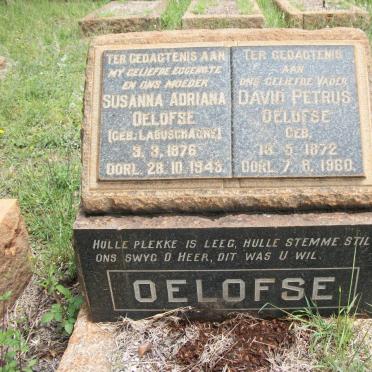 TER GEDAGTENIS AAN
MY GELIEFDE EGGENOTE
EN ONS MOEDER
SUSANNA ADRIANA
OELOFSE
(GEB. LABUSCHAGNE)
3. 3. 1876
OORL. 28. 10. 1943.
TER GEDAGTENIS
AAN
ONS GELIEFDE VADER
DAVID PETRUS
OELOFSE
GEB.
5. 1872
OORL. 7. 6. 1960.
HULLE PLEKKE IS LEEG, HULLE STEMME STIL
ONS SWYG O HEER, DIT WAS U WIL.
OELOFSE